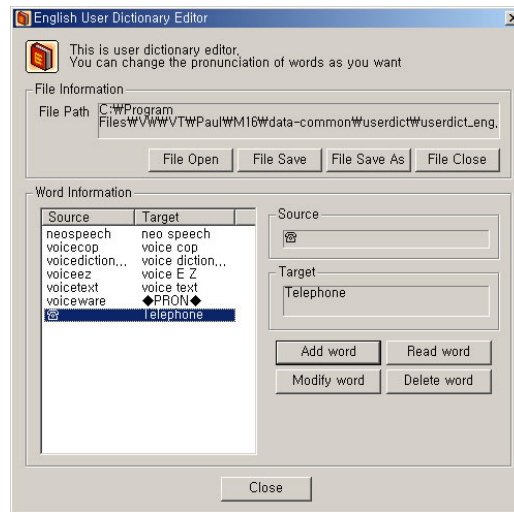 English User Dictionary Editor
This is user dictionary editor,
You can change the pronunciation of words as you want
File Information
File Path
C:₩Program
Files₩VW₩VT₩Paul₩M16₩data-common₩userdict₩userdict_eng,
File Open File Save File Save As File Close
Word Information
Source Target
neospeech neo speech
voicecop voice cop
voicediction... voice diction...
voiceez voice E Z
voicetext voice text
voiceware ◆PRON◆
☎ Telephone
Source
☎
Target
Telephone
Add word Read word
Modify word Delete word
Close